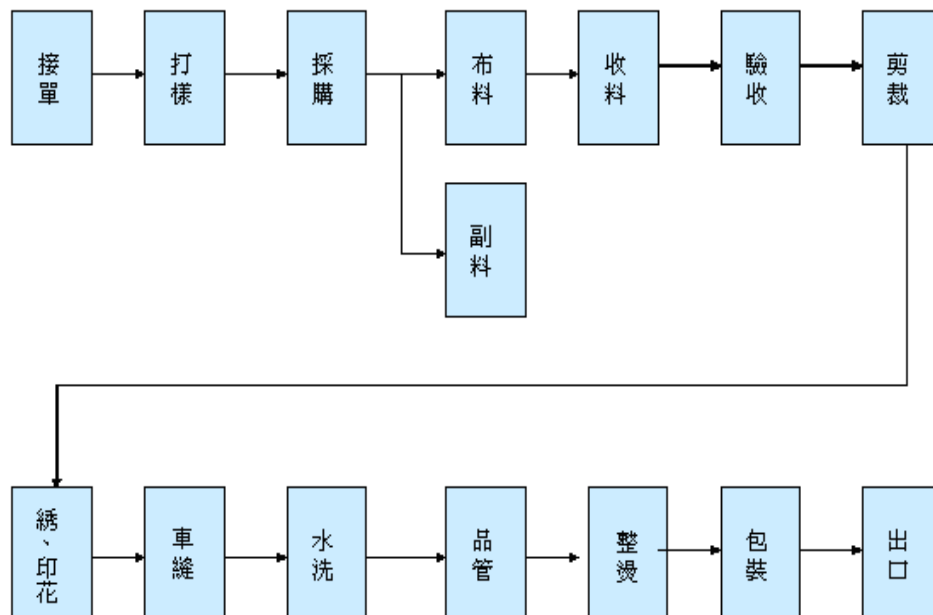 接單
打樣
採購
布料
收料
驗收
剪裁
副料
綉、印花
車縫
水洗
品管
整燙
包裝
出口